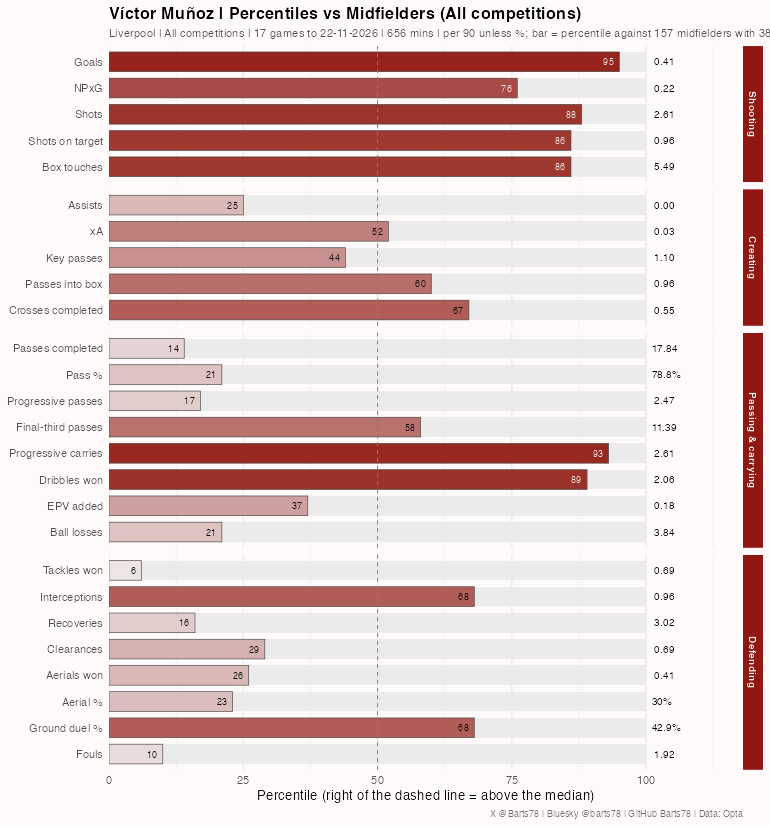 Víctor Muñoz | Percentiles vs Midfielders (All competitions)
Liverpool | All competitions | 17 games to 22-11-2026 | 656 mins | per 90 unless %; bar = percentile against 157 midfielders with 38
Shooting
Goals 95 0.41
NPxG 76 0.22
Shots 88 2.61
Shots on target 86 0.96
Box touches 86 5.49
Creating
Assists 25 0.00
xA 52 0.03
Key passes 44 1.10
Passes into box 60 0.96
Crosses completed 67 0.55
Passing & carrying
Passes completed 14 17.84
Pass % 21 78.8%
Progressive passes 17 2.47
Final-third passes 58 11.39
Progressive carries 93 2.61
Dribbles won 89 2.06
EPV added 37 0.18
Ball losses 21 3.84
Defending
Tackles won 6 0.69
Interceptions 68 0.96
Recoveries 16 3.02
Clearances 29 0.69
Aerials won 26 0.41
Aerial % 23 30%
Ground duel % 68 42.9%
Fouls 10 1.92
0 25 50 75 100
Percentile (right of the dashed line = above the median)
X @Barts78 | Bluesky @barts78 | GitHub Barts78 | Data: Opta